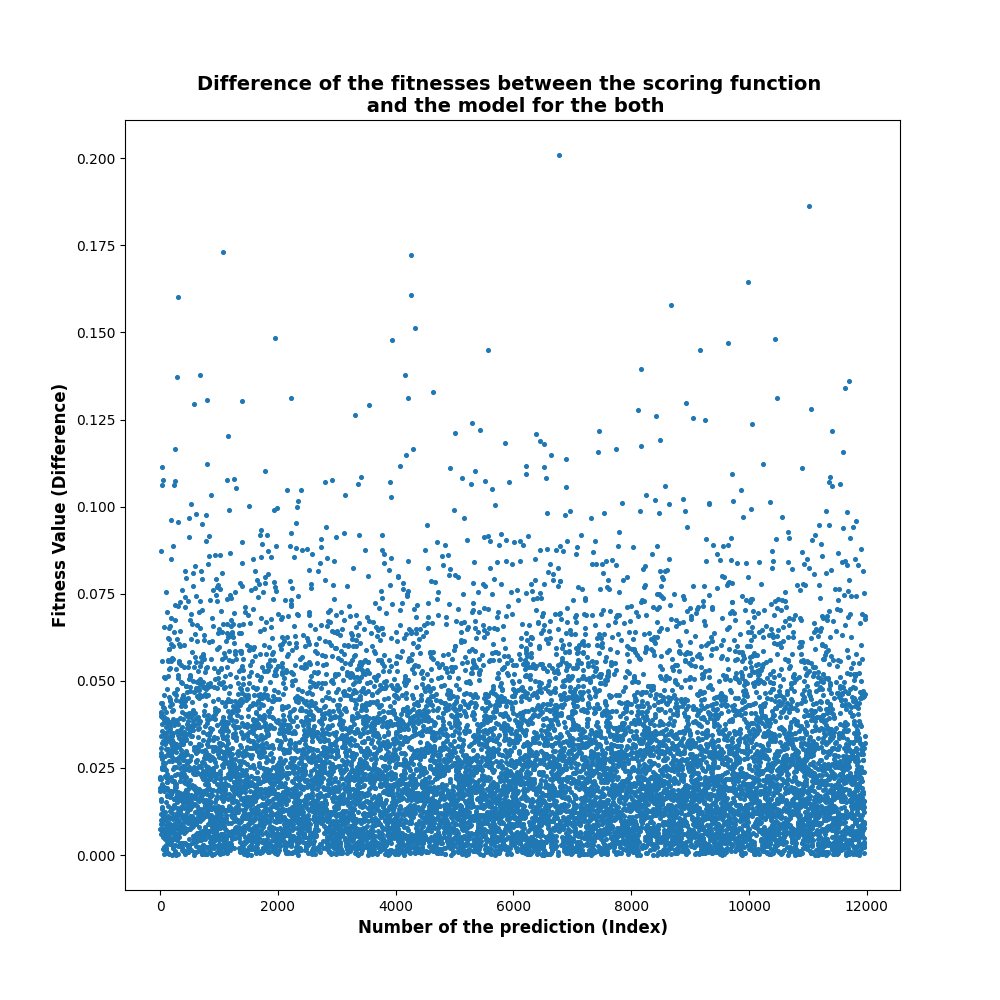 Difference of the fitnesses between the scoring function
and the model for the both
0.200
0.175
0.150
0.125
0.100
0.075
0.050
0.025
0.000
Fitness Value (Difference)
0 2000 4000 6000 8000 10000 12000
Number of the prediction (Index)